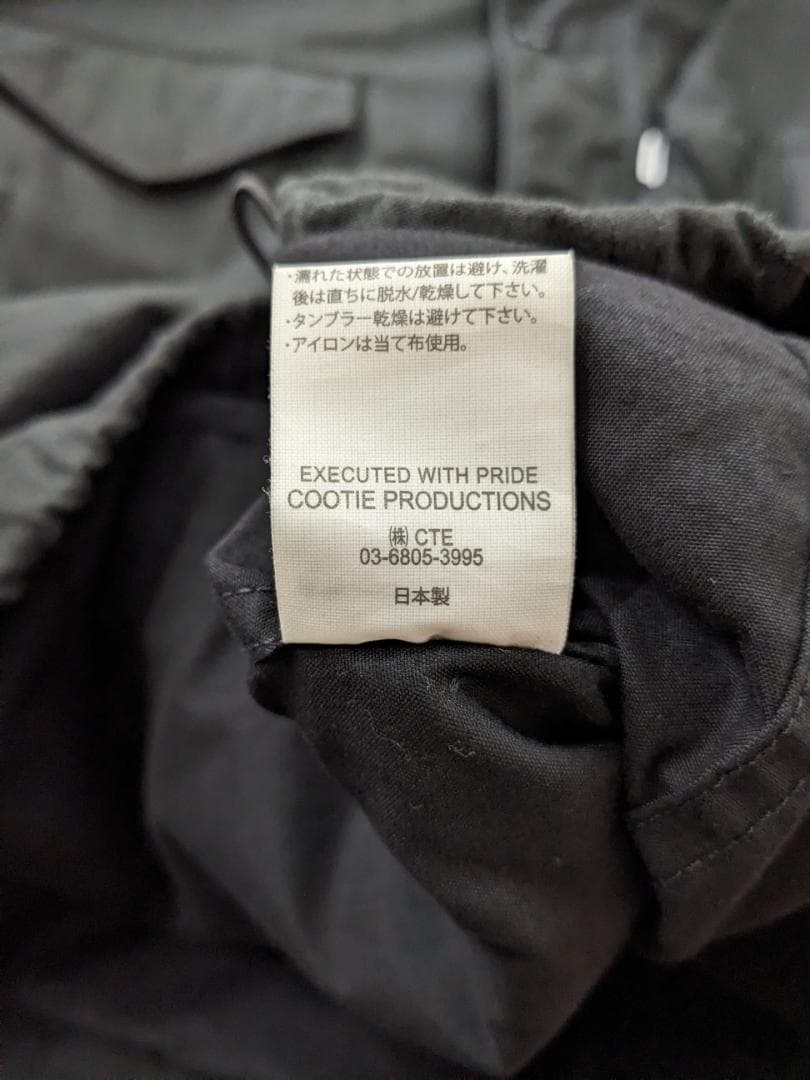 ・濡れた状態での放置は避け、洗濯
後は直ちに脱水/乾燥して下さい。
・タンブラー乾燥は避けて下さい。
・アイロンは当て布使用。
EXECUTED WITH PRIDE
COOTIE PRODUCTIONS
㈱ CTE
03-6805-3995
日本製